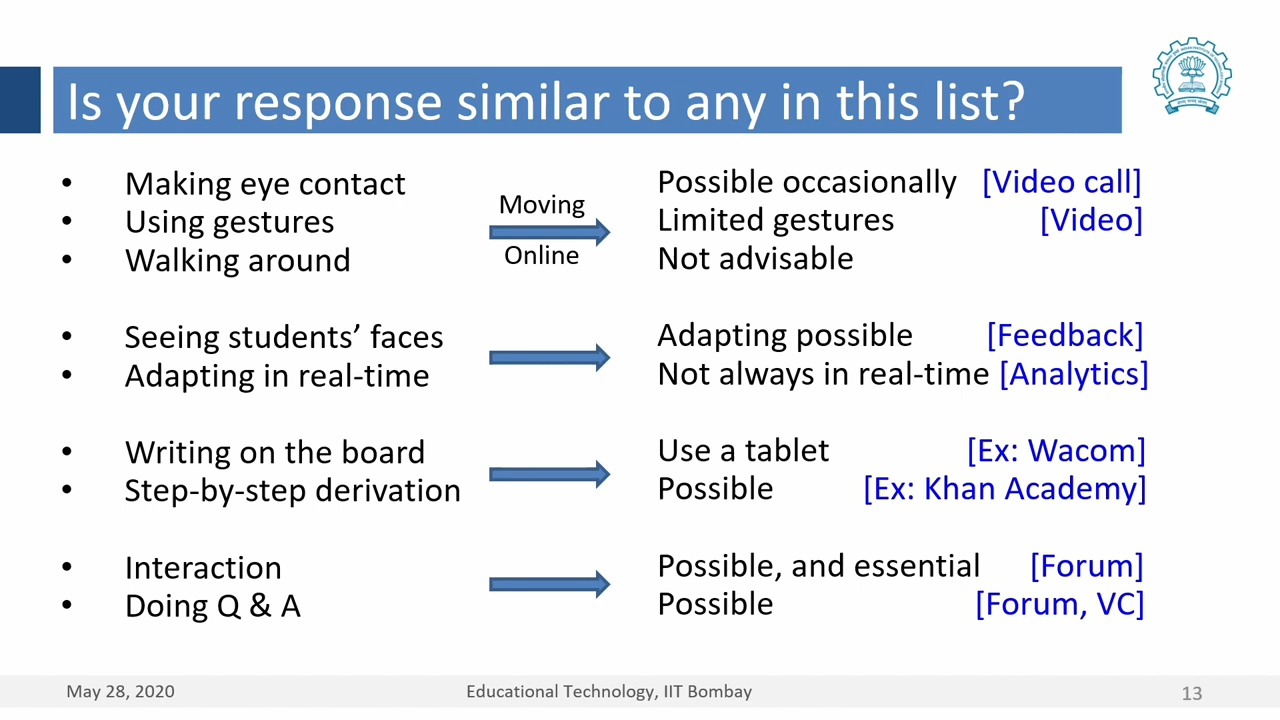 Is your response similar to any in this list?
• Making eye contact
• Using gestures
• Walking around
Moving
Online
Possible occasionally [Video call]
Limited gestures [Video]
Not advisable
• Seeing students’ faces
• Adapting in real-time
Adapting possible [Feedback]
Not always in real-time [Analytics]
• Writing on the board
• Step-by-step derivation
Use a tablet [Ex: Wacom]
Possible [Ex: Khan Academy]
• Interaction
• Doing Q & A
Possible, and essential [Forum]
Possible [Forum, VC]
May 28, 2020
Educational Technology, IIT Bombay
13